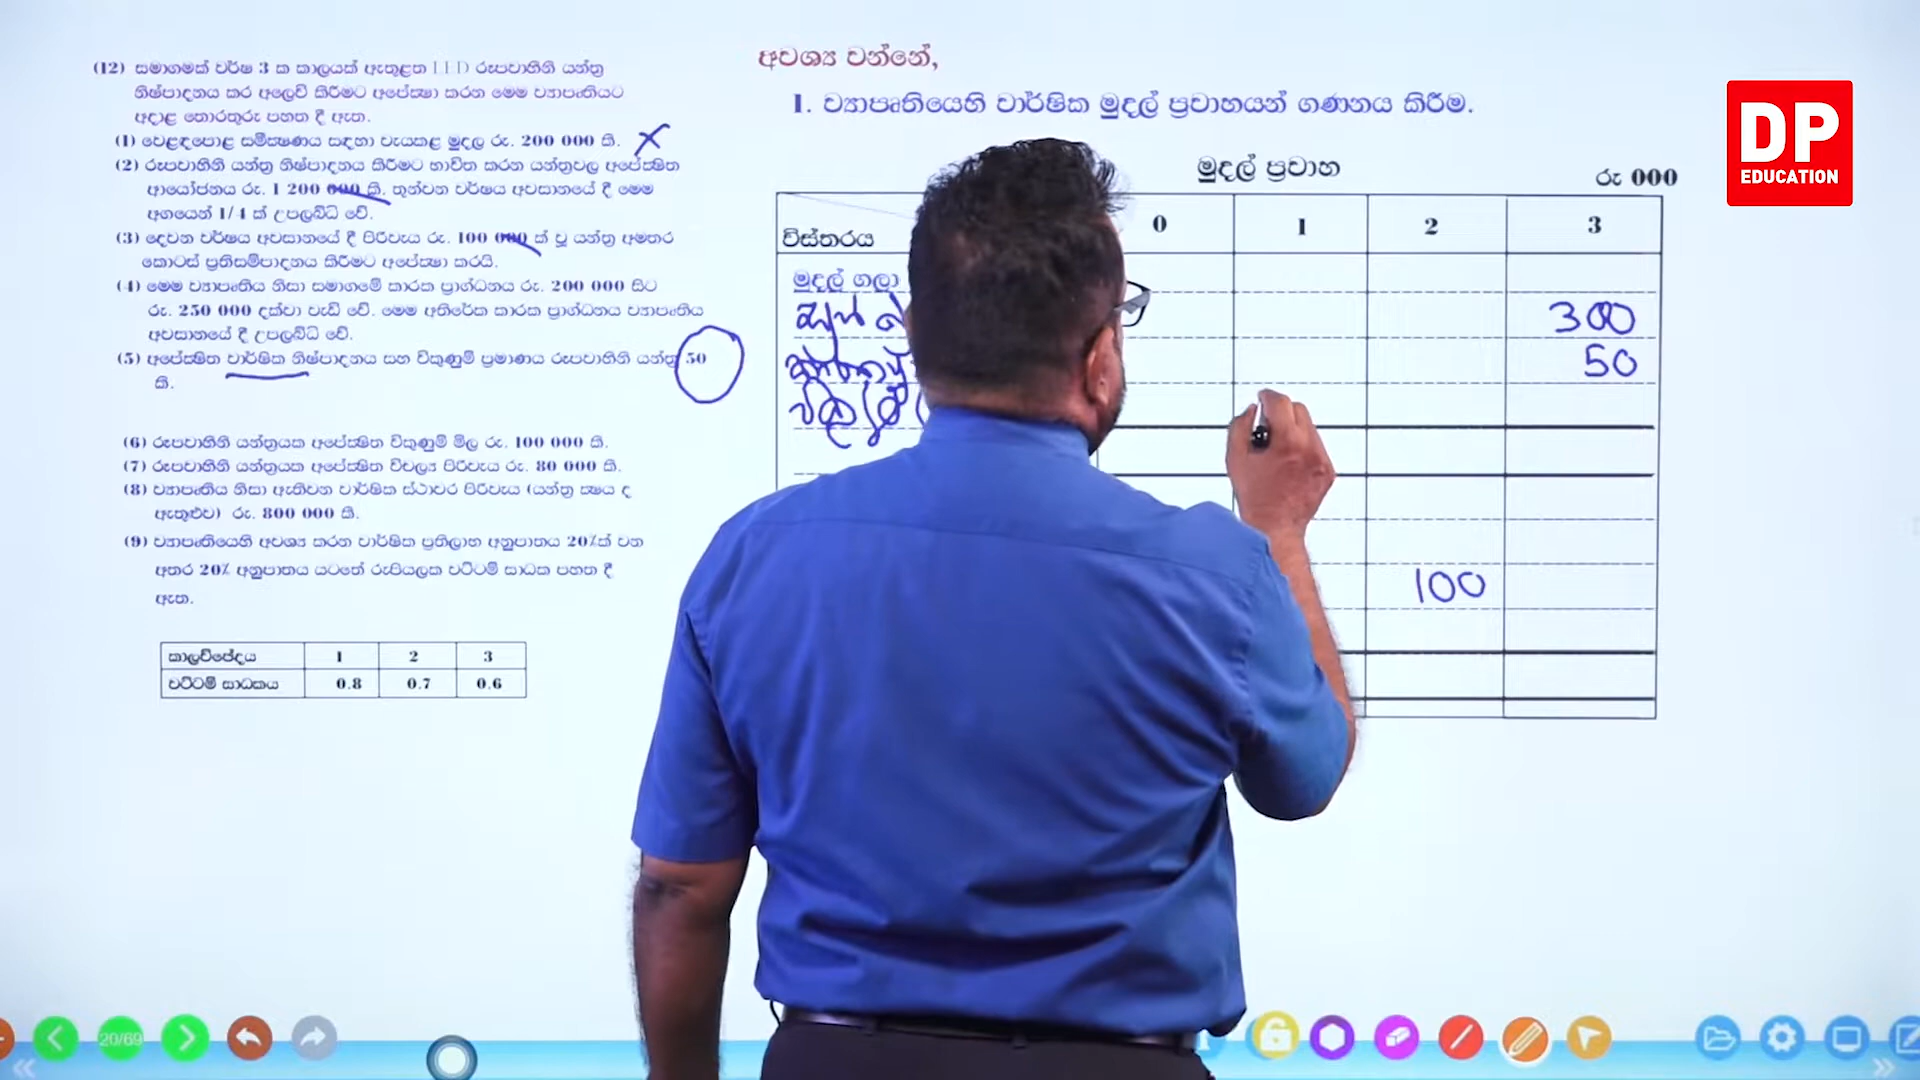 (12) සමාගමක් වර්ෂ 3 ක කාලයක් ඇතුළත LED රූපවාහිනි යන්ත්‍ර
නිෂ්පාදනය කර අලෙවි කිරීමට අපේක්ෂා කරන මෙම ව්‍යාපෘතියට
අදාළ තොරතුරු පහත දී ඇත.
(1) වෙළඳපොළ සමීක්ෂණය සඳහා වැයකළ මුදල රු. 200 000 කි.
(2) රූපවාහිනි යන්ත්‍ර නිෂ්පාදනය කිරීමට භාවිත කරන යන්ත්‍රවල අපේක්ෂිත
ආයෝජනය රු. 1 200 000 කි. තුන්වන වර්ෂය අවසානයේ දී මෙම
අගයෙන් 1/4 ක් උපලබ්ධි වේ.
(3) දෙවන වර්ෂය අවසානයේ දී පිරිවැය රු. 100 000 ක් වූ යන්ත්‍ර අමතර
කොටස් ප්‍රතිසම්පාදනය කිරීමට අපේක්ෂා කරයි.
(4) මෙම ව්‍යාපෘතිය නිසා සමාගමේ කාරක ප්‍රාග්ධනය රු. 200 000 සිට
රු. 250 000 දක්වා වැඩි වේ. මෙම අතිරේක කාරක ප්‍රාග්ධනය ව්‍යාපෘතිය
අවසානයේ දී උපලබ්ධි වේ.
(5) අපේක්ෂිත වාර්ෂික නිෂ්පාදනය සහ විකුණුම් ප්‍රමාණය රූපවාහිනි යන්ත්‍ර 50
කි.
(6) රූපවාහිනි යන්ත්‍රයක අපේක්ෂිත විකුණුම් මිල රු. 100 000 කි.
(7) රූපවාහිනි යන්ත්‍රයක අපේක්ෂිත විචල්‍ය පිරිවැය රු. 80 000 කි.
(8) ව්‍යාපෘතිය නිසා ඇතිවන වාර්ෂික ස්ථාවර පිරිවැය (යන්ත්‍ර ක්ෂය ද
ඇතුළුව) රු. 800 000 කි.
(9) ව්‍යාපෘතියෙහි අවශ්‍ය කරන වාර්ෂික ප්‍රතිලාභ අනුපාතය 20%ක් වන
අතර 20% අනුපාතය යටතේ රුපියලක වට්ටම් සාධක පහත දී
ඇත.
කාලච්ඡේදය 1 2 3
වට්ටම් සාධකය 0.8 0.7 0.6
අවශ්‍ය වන්නේ,
1. ව්‍යාපෘතියෙහි වාර්ෂික මුදල් ප්‍රවාහයන් ගණනය කිරීම.
මුදල් ප්‍රවාහ
රු 000
විස්තරය 0 1 2 3
මුදල් ගලා
300
50
100
DP
EDUCATION
20/69